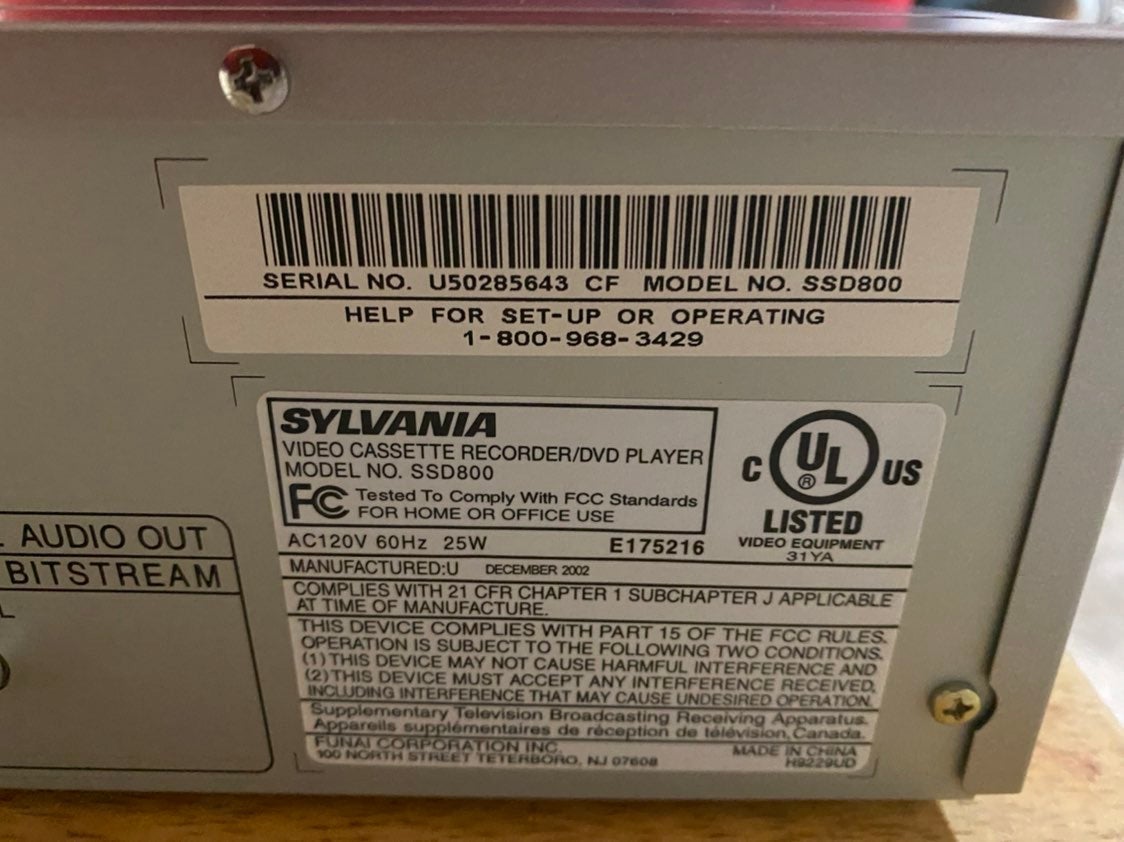 SERIAL NO. U50285643 CF MODEL NO. SSD800
HELP FOR SET-UP OR OPERATING
1-800-968-3429
SYLVANIA
VIDEO CASSETTE RECORDER/DVD PLAYER
MODEL NO. SSD800
FC Tested To Comply With FCC Standards
FOR HOME OR OFFICE USE
C UL ® US
LISTED
VIDEO EQUIPMENT
31YA
AC120V 60Hz 25W E175216
MANUFACTURED:U DECEMBER 2002
COMPLIES WITH 21 CFR CHAPTER 1 SUBCHAPTER J APPLICABLE
AT TIME OF MANUFACTURE.
THIS DEVICE COMPLIES WITH PART 15 OF THE FCC RULES.
OPERATION IS SUBJECT TO THE FOLLOWING TWO CONDITIONS.
(1) THIS DEVICE MAY NOT CAUSE HARMFUL INTERFERENCE AND
(2) THIS DEVICE MUST ACCEPT ANY INTERFERENCE RECEIVED,
INCLUDING INTERFERENCE THAT MAY CAUSE UNDESIRED OPERATION.
Supplementary Television Broadcasting Receiving Apparatus.
Appareils supplémentaires de réception de télévision, Canada.
FUNAI CORPORATION INC.
100 NORTH STREET TETERBORO, NJ 07608
MADE IN CHINA
H9229UD
AUDIO OUT
BITSTREAM